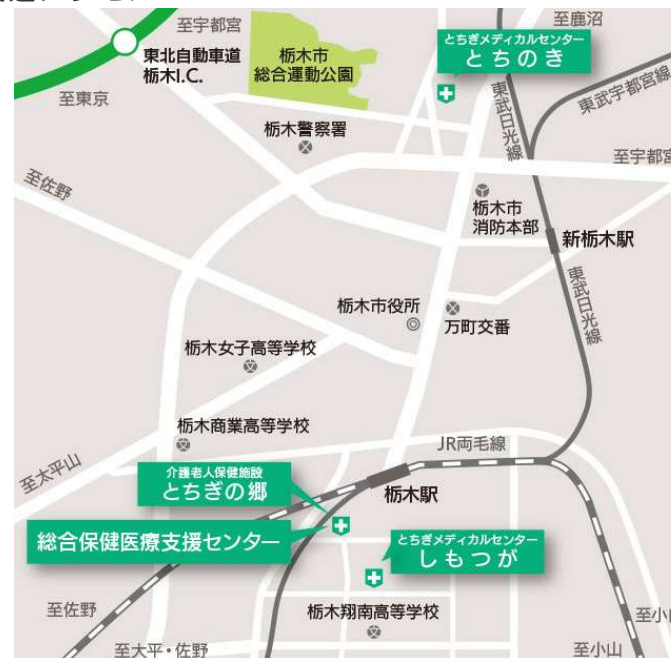 至宇都宮
至鹿沼
東北自動車道
栃木I.C.
栃木市
総合運動公園
とちぎメディカルセンター
とちのき
至東京
東武日光線
東武宇都宮線
栃木警察署
至宇都宮
至佐野
栃木市
消防本部
新栃木駅
東武日光線
栃木市役所
万町交番
栃木女子高等学校
栃木商業高等学校
JR両毛線
至太平山
介護老人保健施設
とちぎの郷
栃木駅
総合保健医療支援センター
とちぎメディカルセンター
しもつが
至佐野
栃木翔南高等学校
至小山
至大平・佐野
至小山